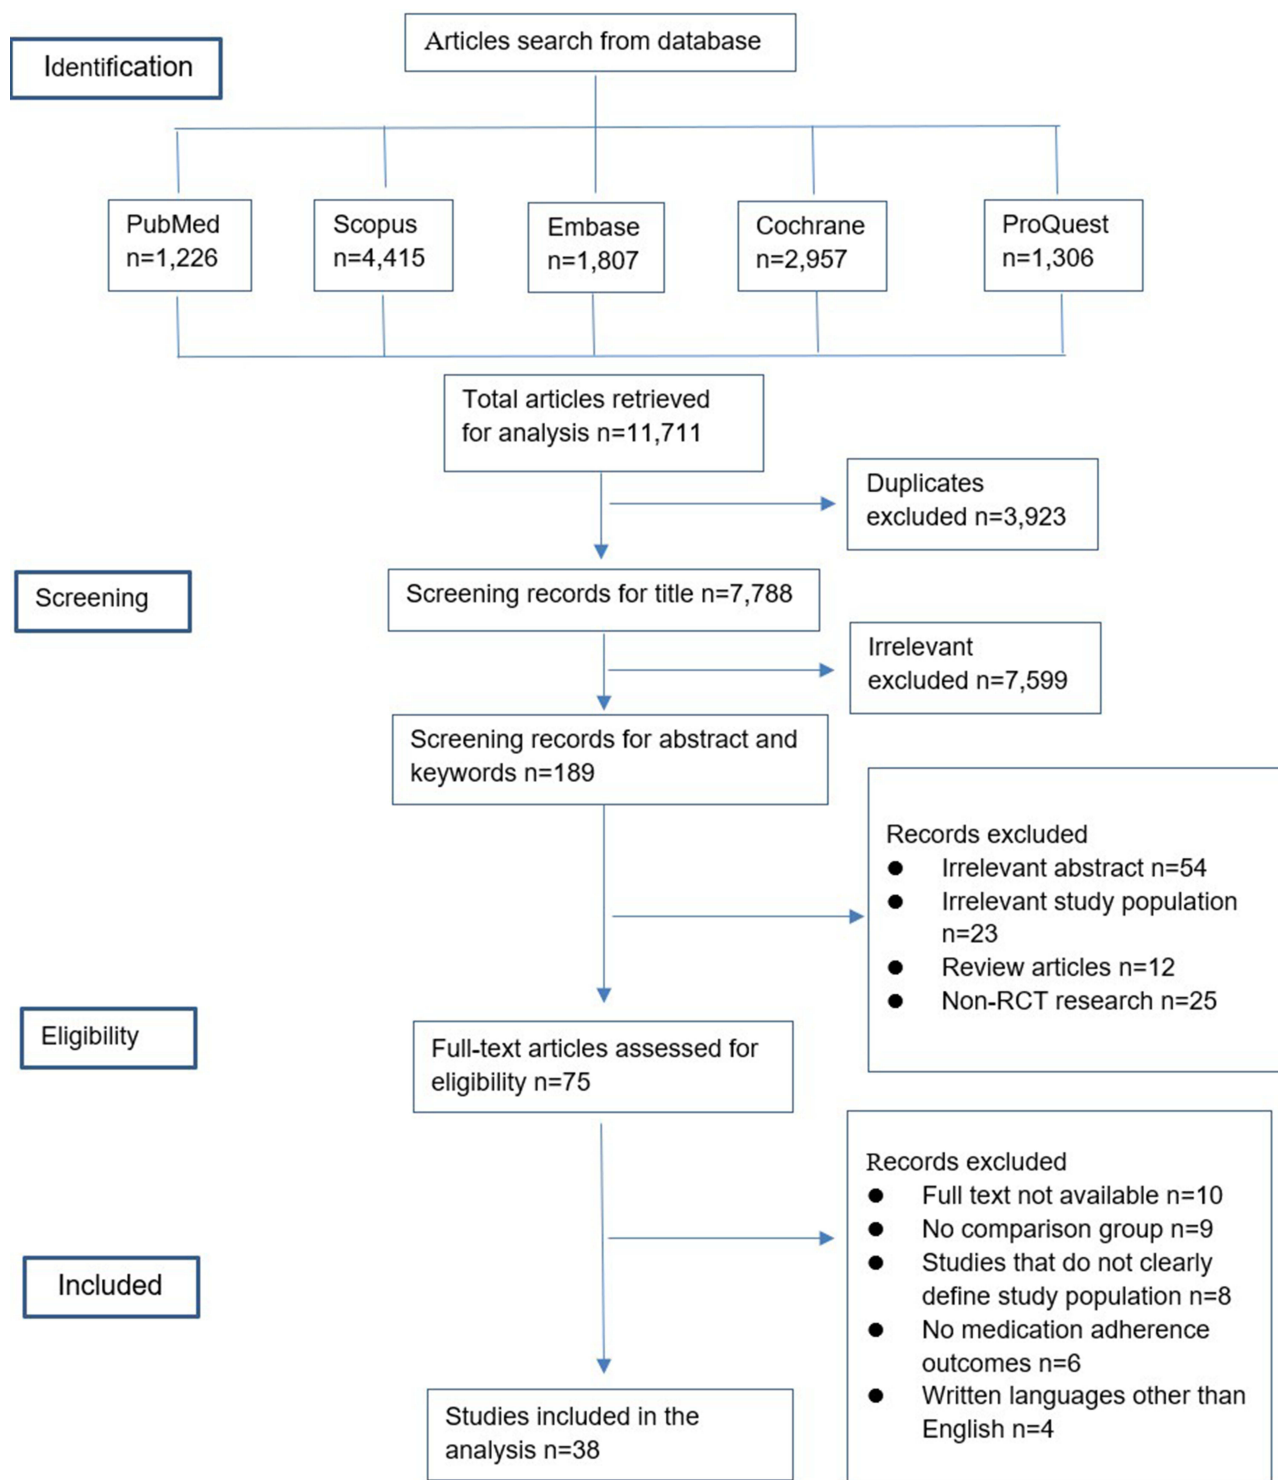 Articles search from database
Identification
PubMed
n=1,226
Scopus
n=4,415
Embase
n=1,807
Cochrane
n=2,957
ProQuest
n=1,306
Total articles retrieved
for analysis n=11,711
Duplicates
excluded n=3,923
Screening
Screening records for title n=7,788
Irrelevant
excluded n=7,599
Screening records for abstract and
keywords n=189
Records excluded
● Irrelevant abstract n=54
● Irrelevant study population
n=23
● Review articles n=12
● Non-RCT research n=25
Eligibility
Full-text articles assessed for
eligibility n=75
Records excluded
● Full text not available n=10
● No comparison group n=9
● Studies that do not clearly
define study population n=8
● No medication adherence
outcomes n=6
● Written languages other than
English n=4
Included
Studies included in the
analysis n=38